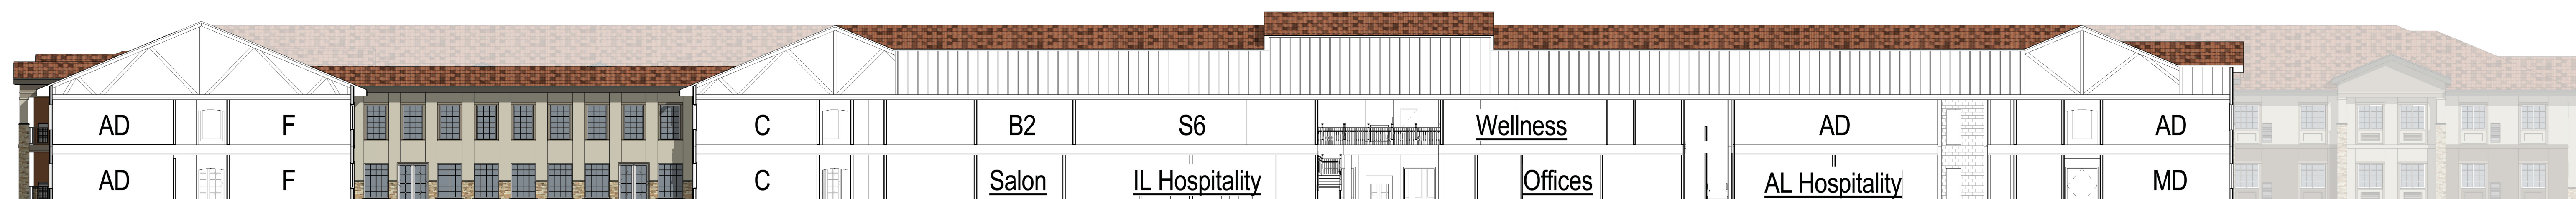 AD F C B2 S6 Wellness AD AD
AD F C Salon IL Hospitality Offices AL Hospitality MD